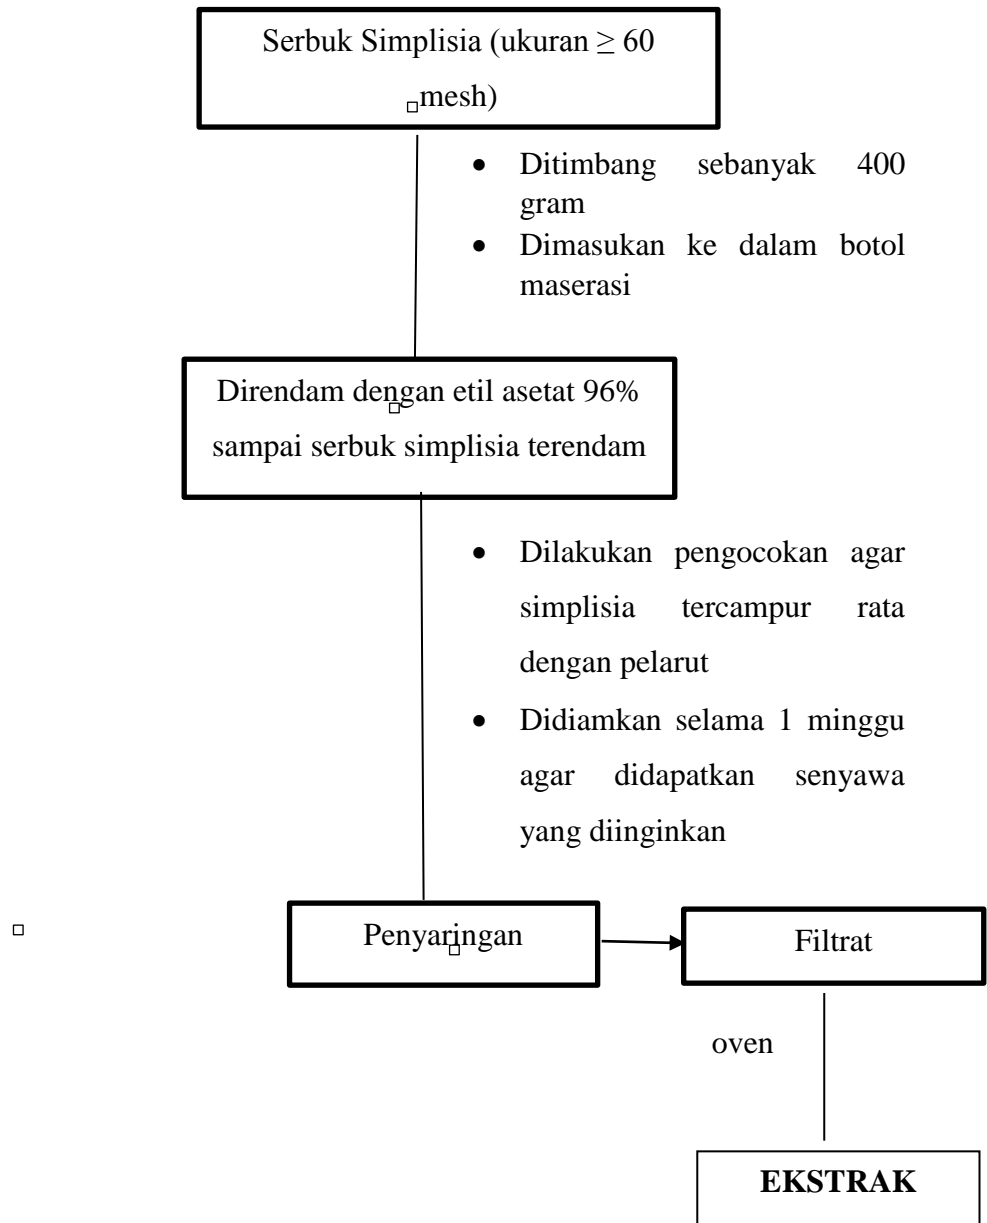 Serbuk Simplisia (ukuran ≥ 60
mesh)
• Ditimbang sebanyak 400
gram
• Dimasukan ke dalam botol
maserasi
Direndam dengan etil asetat 96%
sampai serbuk simplisia terendam
• Dilakukan pengocokan agar
simplisia tercampur rata
dengan pelarut
• Didiamkan selama 1 minggu
agar didapatkan senyawa
yang diinginkan
Penyaringan
Filtrat
oven
EKSTRAK